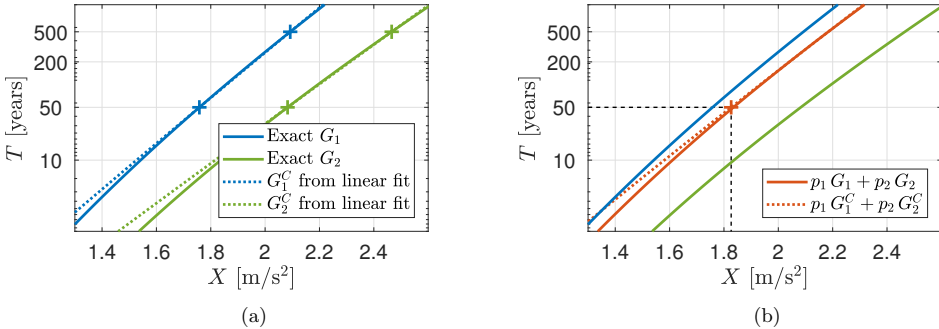 500
200
50
10
T [years]
Exact G₁
Exact G₂
G₁ᶜ from linear fit
G₂ᶜ from linear fit
1.4 1.6 1.8 2 2.2 2.4
X [m/s²]
(a)
500
200
50
10
T [years]
p₁ G₁ + p₂ G₂
p₁ G₁ᶜ + p₂ G₂ᶜ
1.4 1.6 1.8 2 2.2 2.4
X [m/s²]
(b)